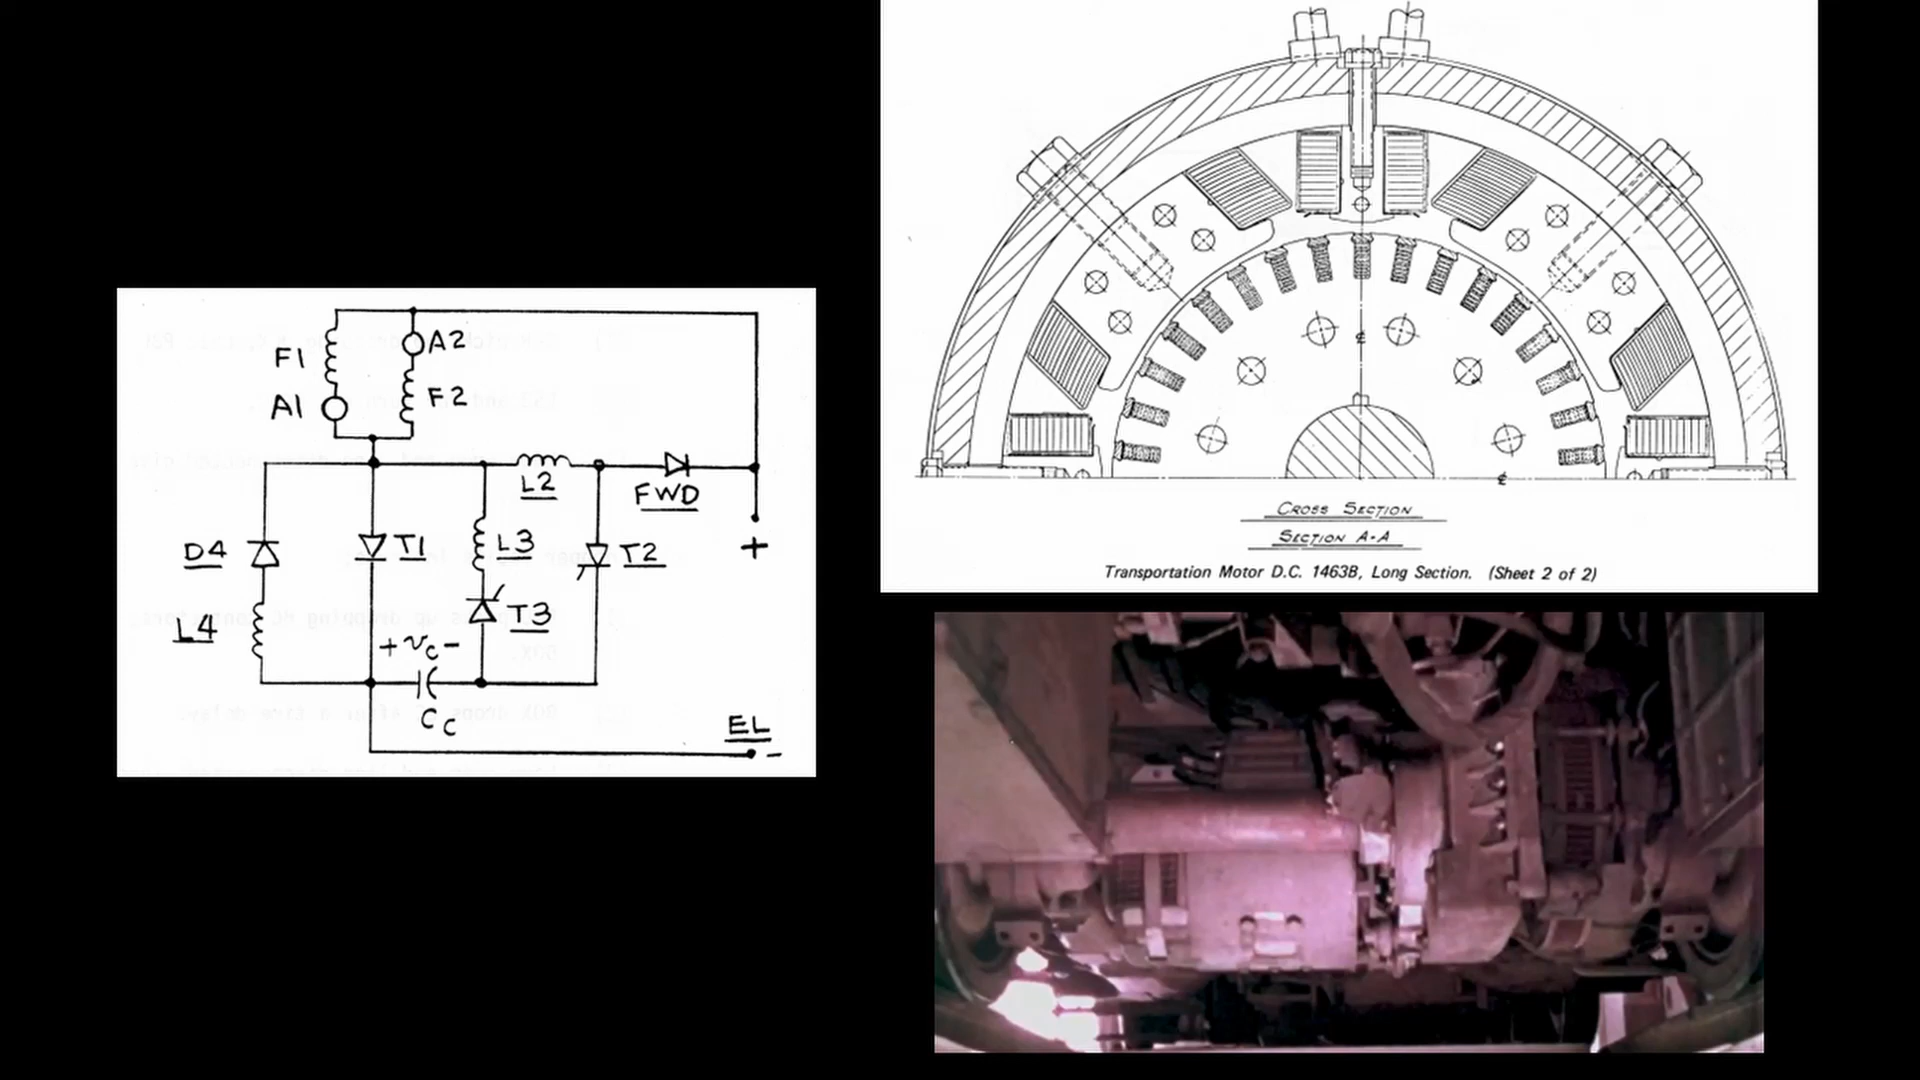 F1
A2
A1
F2
L2
FWD
D4
T1
L3
T2
+
L4
T3
+ Vc -
Cc
EL
-
CROSS SECTION
SECTION A-A
Transportation Motor D.C. 1463B, Long Section. (Sheet 2 of 2)